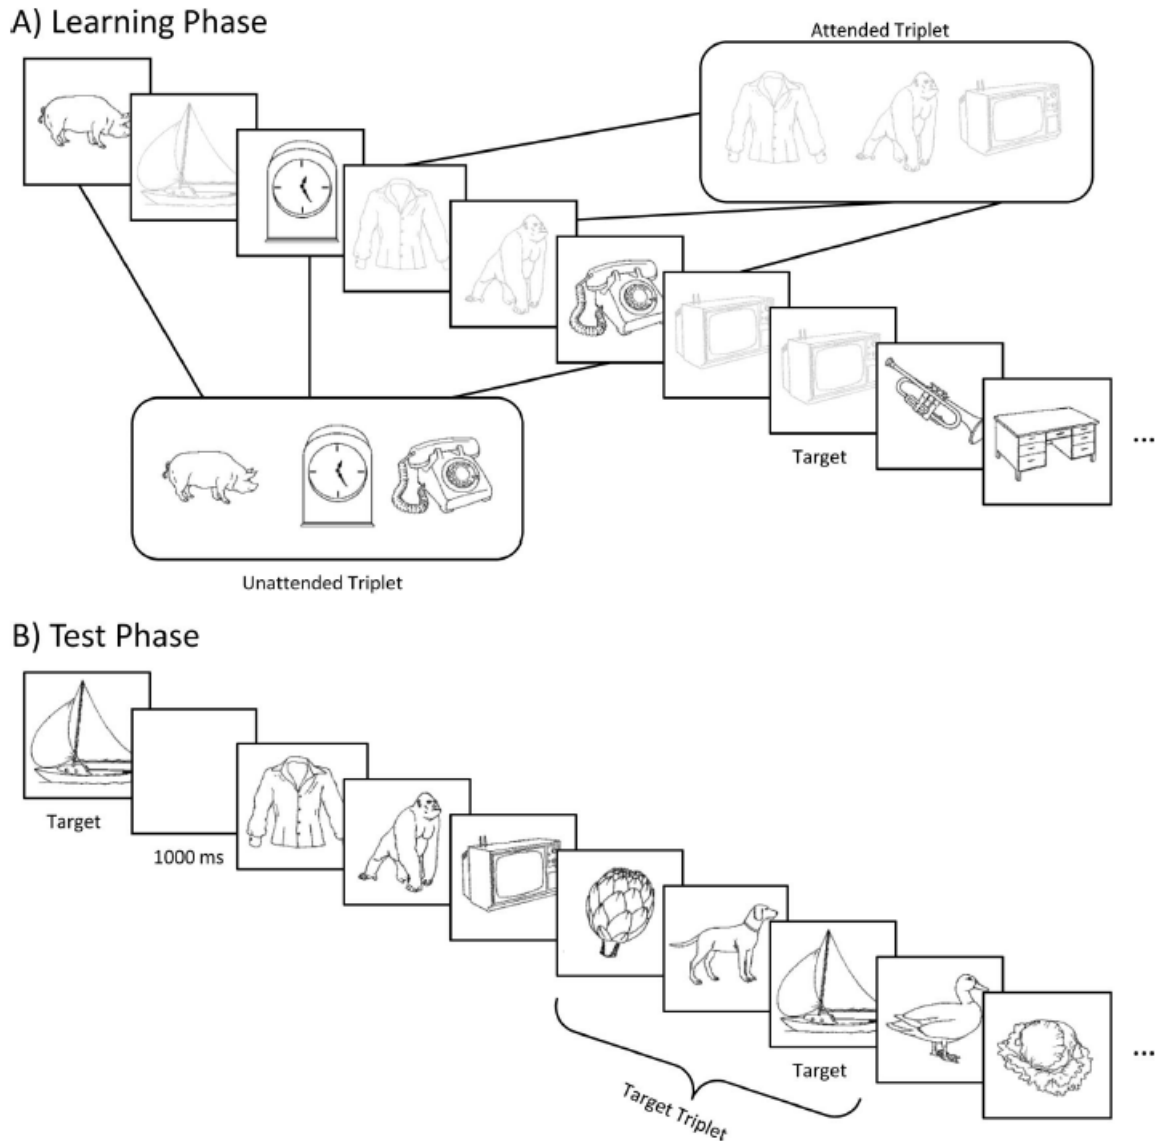 A) Learning Phase
Attended Triplet
Target
...
Unattended Triplet
B) Test Phase
Target
1000 ms
...
Target
Target Triplet